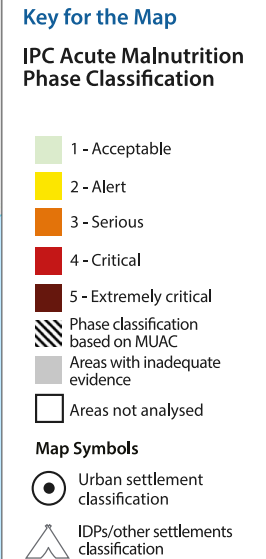 Key for the Map
IPC Acute Malnutrition
Phase Classification
1 - Acceptable
2 - Alert
3 - Serious
4 - Critical
5 - Extremely critical
Phase classification
based on MUAC
Areas with inadequate
evidence
Areas not analysed
Map Symbols
Urban settlement
classification
IDPs/other settlements
classification